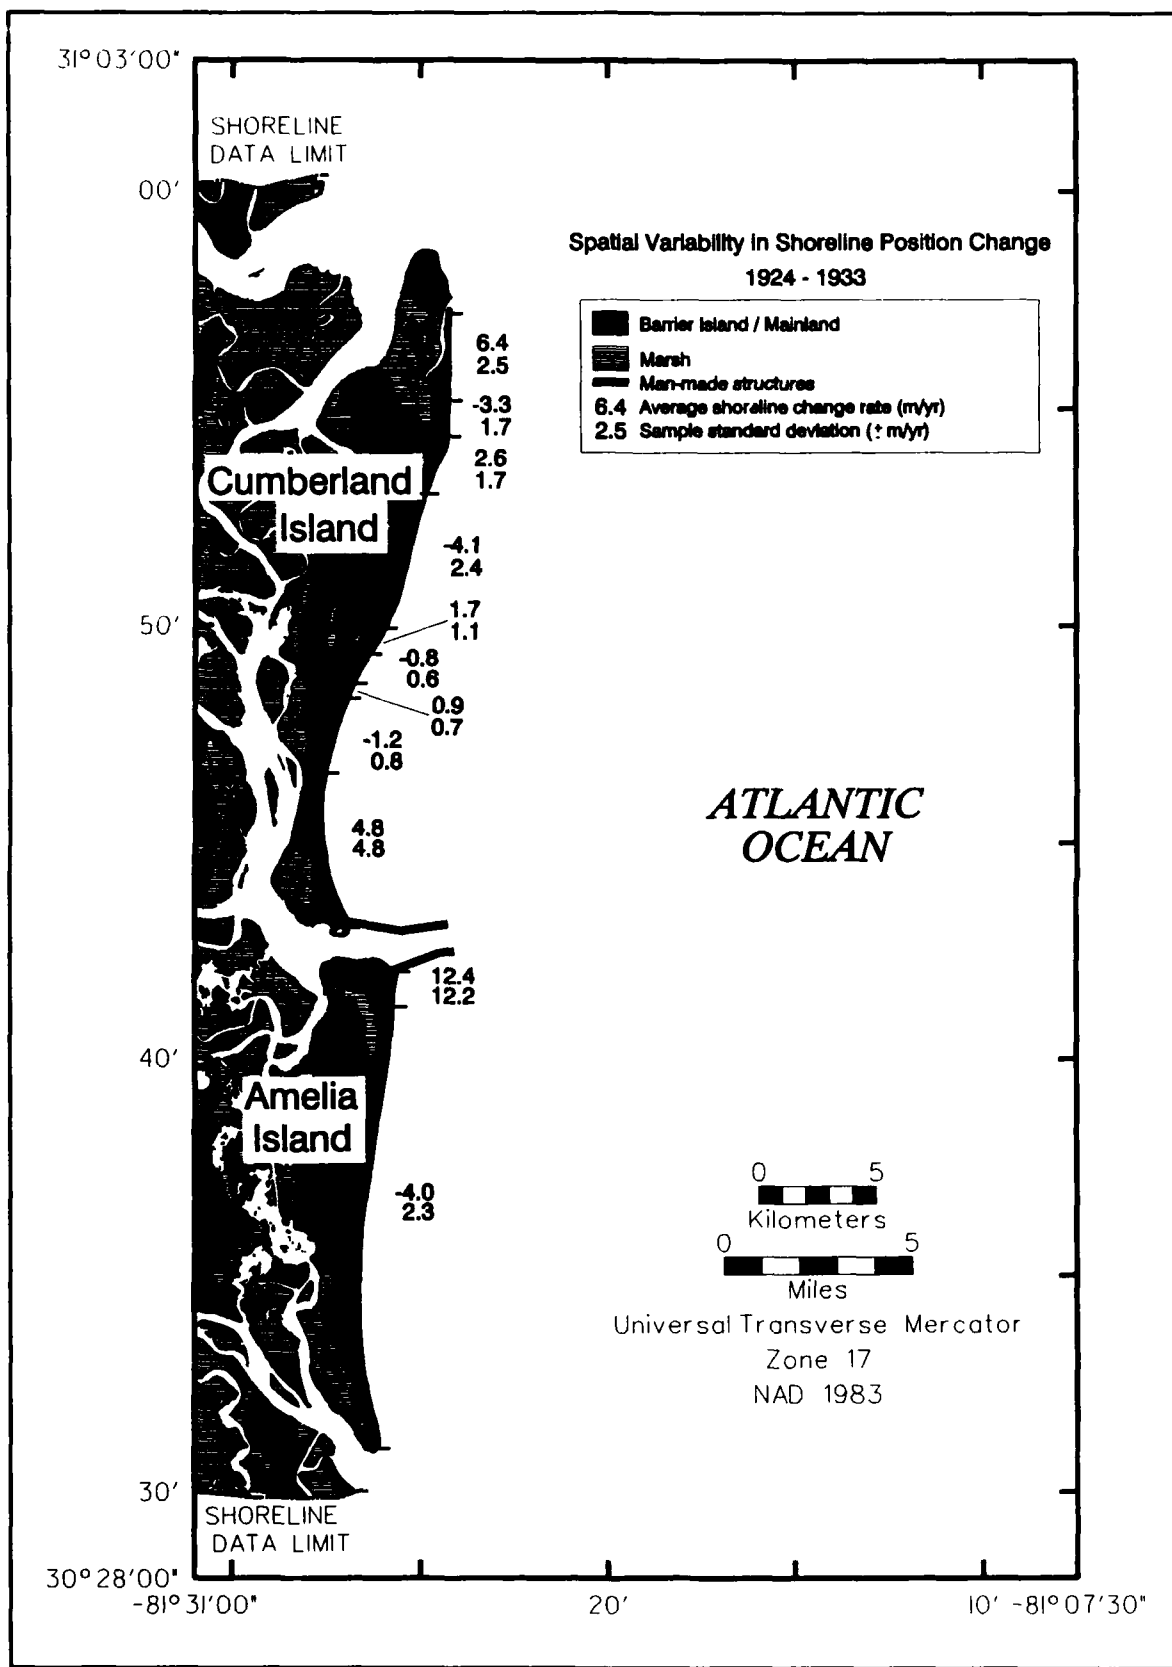 31°03'00"
SHORELINE
DATA LIMIT
00'
Spatial Variability in Shoreline Position Change
1924 - 1933
Barrier Island / Mainland
Marsh
Man-made structures
6.4 Average shoreline change rate (m/yr)
2.5 Sample standard deviation (± m/yr)
6.4
2.5
-3.3
1.7
2.6
1.7
Cumberland
Island
-4.1
2.4
50'
1.7
1.1
-0.8
0.6
0.9
0.7
-1.2
0.8
ATLANTIC
OCEAN
4.8
4.8
12.4
12.2
40'
Amelia
Island
-4.0
2.3
0 5
Kilometers
0 5
Miles
Universal Transverse Mercator
Zone 17
NAD 1983
30'
SHORELINE
DATA LIMIT
30°28'00"
-81°31'00" 20' 10' -81°07'30"